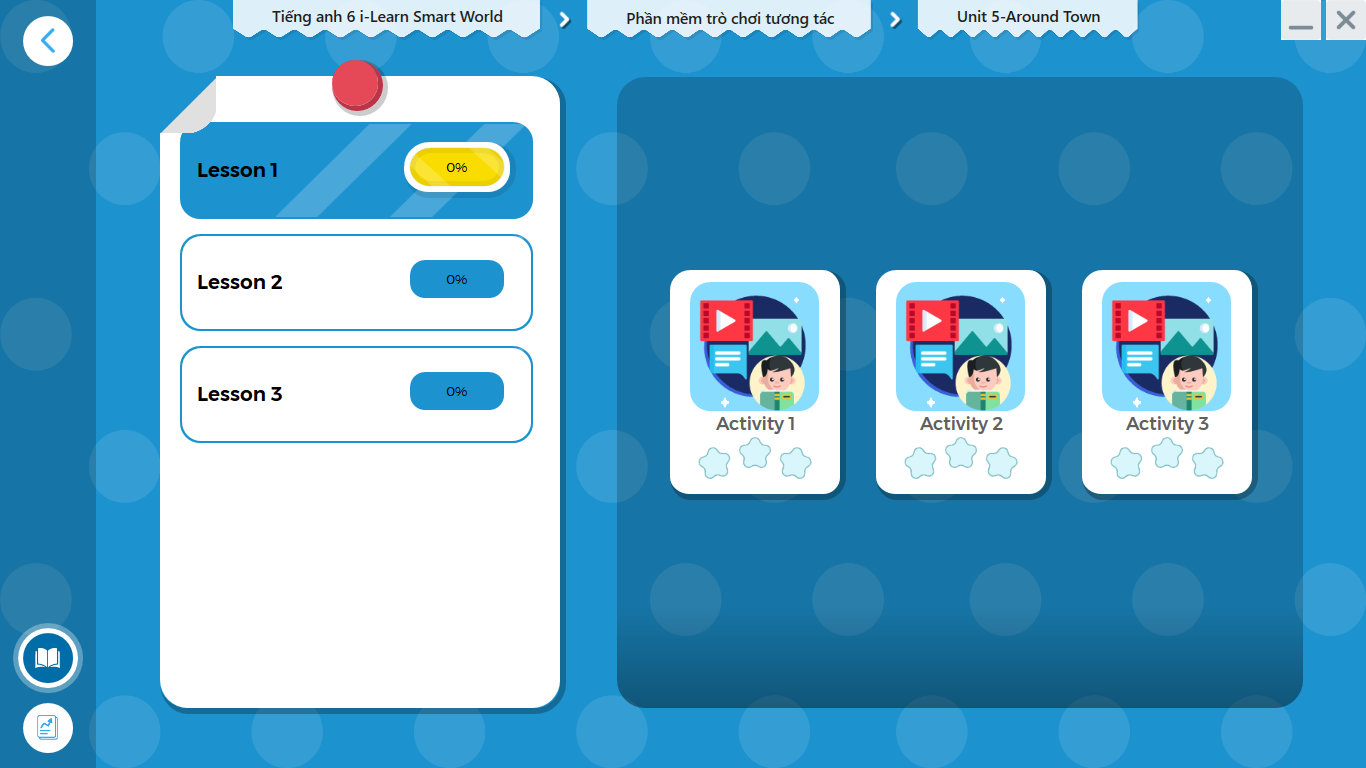 Tiếng anh 6 i-Learn Smart World
Phần mềm trò chơi tương tác
Unit 5-Around Town
Lesson 1
0%
Lesson 2
0%
Lesson 3
0%
Activity 1
Activity 2
Activity 3